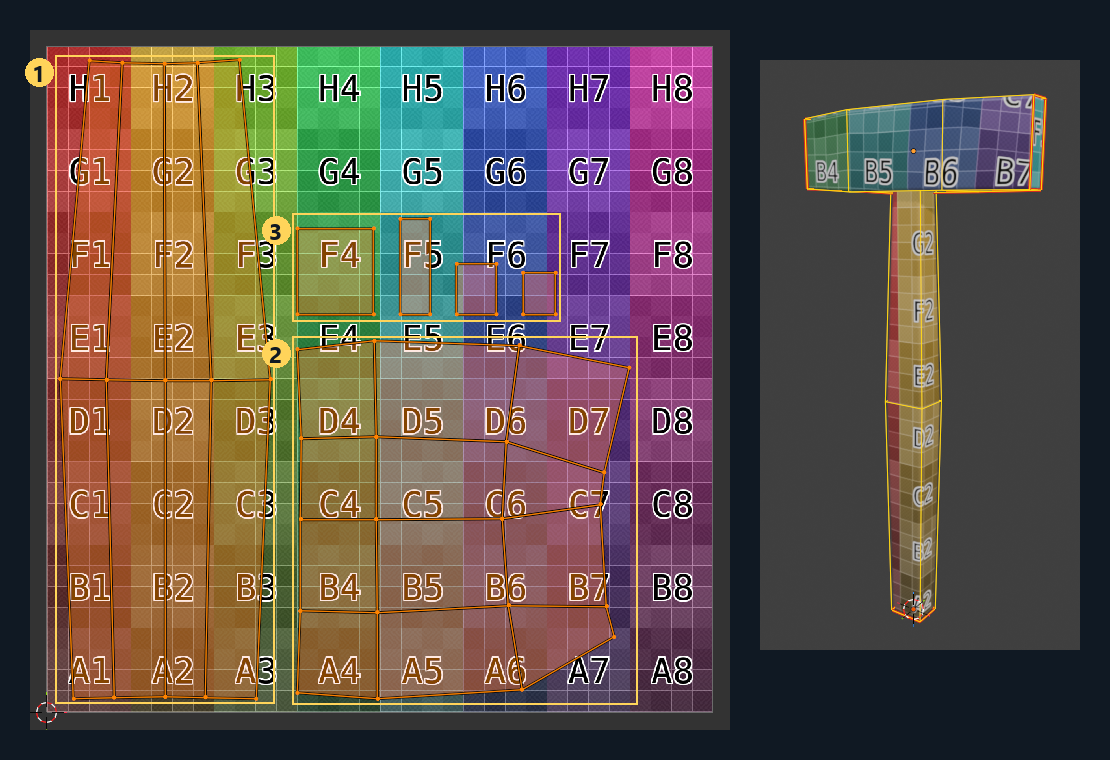 1
H1 H2 H3 H4 H5 H6 H7 H8
G1 G2 G3 G4 G5 G6 G7 G8
3
F1 F2 F3 F4 F5 F6 F7 F8
E1 E2 E3 E4 E5 E6 E7 E8
2
D1 D2 D3 D4 D5 D6 D7 D8
C1 C2 C3 C4 C5 C6 C7 C8
B1 B2 B3 B4 B5 B6 B7 B8
A1 A2 A3 A4 A5 A6 A7 A8
C7
B4 B5 B6 B7
G2
F2
E2
D2
C2
B2